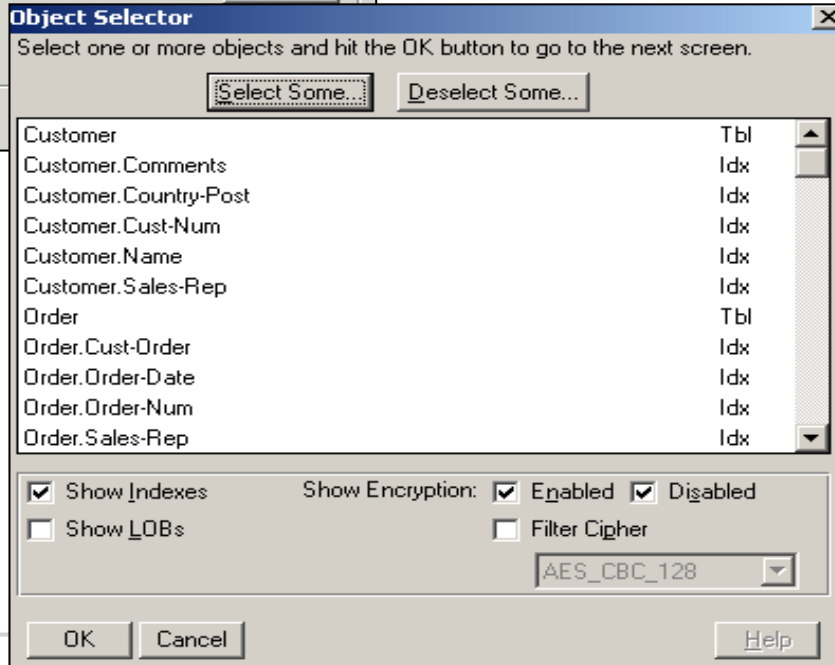 Object Selector
Select one or more objects and hit the OK button to go to the next screen.
Select Some... Deselect Some...
Customer Tbl
Customer.Comments Idx
Customer.Country-Post Idx
Customer.Cust-Num Idx
Customer.Name Idx
Customer.Sales-Rep Idx
Order Tbl
Order.Cust-Order Idx
Order.Order-Date Idx
Order.Order-Num Idx
Order.Sales-Rep Idx
Show Indexes Show Encryption: Enabled Disabled
Show LOBs Filter Cipher
AES_CBC_128
OK Cancel Help